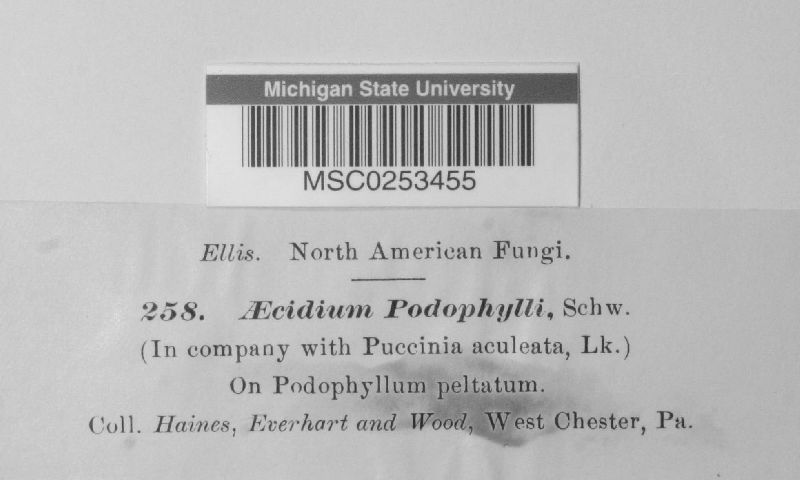 Michigan State University
MSC0253455
Ellis. North American Fungi.
258. Æcidium Podophylli, Schw.
(In company with Puccinia aculeata, Lk.)
On Podophyllum peltatum.
Coll. Haines, Everhart and Wood, West Chester, Pa.